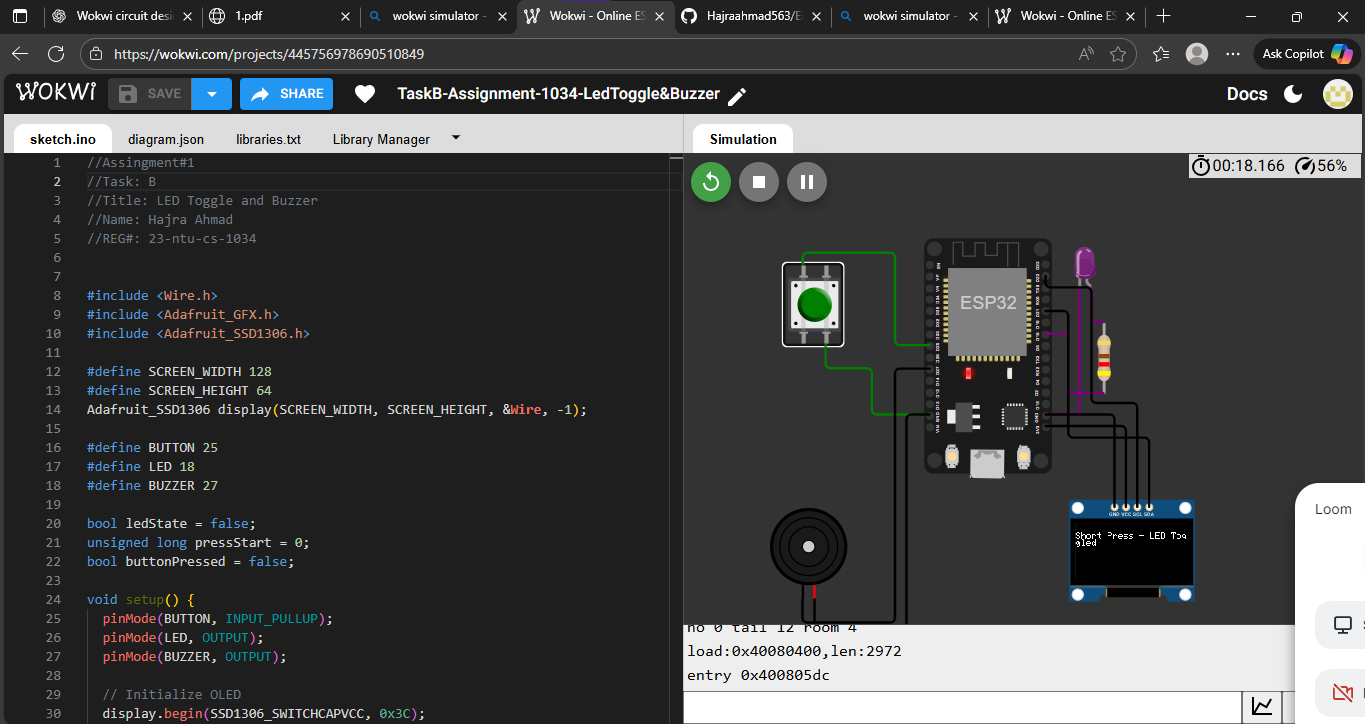 Wokwi circuit desi
1.pdf
wokwi simulator -
Wokwi - Online ES
Hajraahmad563/E
wokwi simulator -
Wokwi - Online ES
https://wokwi.com/projects/445756978690510849
Ask Copilot
WOKWI
SAVE
SHARE
TaskB-Assignment-1034-LedToggle&Buzzer
Docs
sketch.ino
diagram.json
libraries.txt
Library Manager
Simulation
1 //Assingment#1
2 //Task: B
3 //Title: LED Toggle and Buzzer
4 //Name: Hajra Ahmad
5 //REG#: 23-ntu-cs-1034
6
7
8 #include <Wire.h>
9 #include <Adafruit_GFX.h>
10 #include <Adafruit_SSD1306.h>
11
12 #define SCREEN_WIDTH 128
13 #define SCREEN_HEIGHT 64
14 Adafruit_SSD1306 display(SCREEN_WIDTH, SCREEN_HEIGHT, &Wire, -1);
15
16 #define BUTTON 25
17 #define LED 18
18 #define BUZZER 27
19
20 bool ledState = false;
21 unsigned long pressStart = 0;
22 bool buttonPressed = false;
23
24 void setup() {
25 pinMode(BUTTON, INPUT_PULLUP);
26 pinMode(LED, OUTPUT);
27 pinMode(BUZZER, OUTPUT);
28
29 // Initialize OLED
30 display.begin(SSD1306_SWITCHCAPVCC, 0x3C);
00:18.166
56%
ESP32
GND VCC SCL SDA
Short Press - LED Tog
gled
ho 0 tail 12 room 4
load:0x40080400,len:2972
entry 0x400805dc
Loom